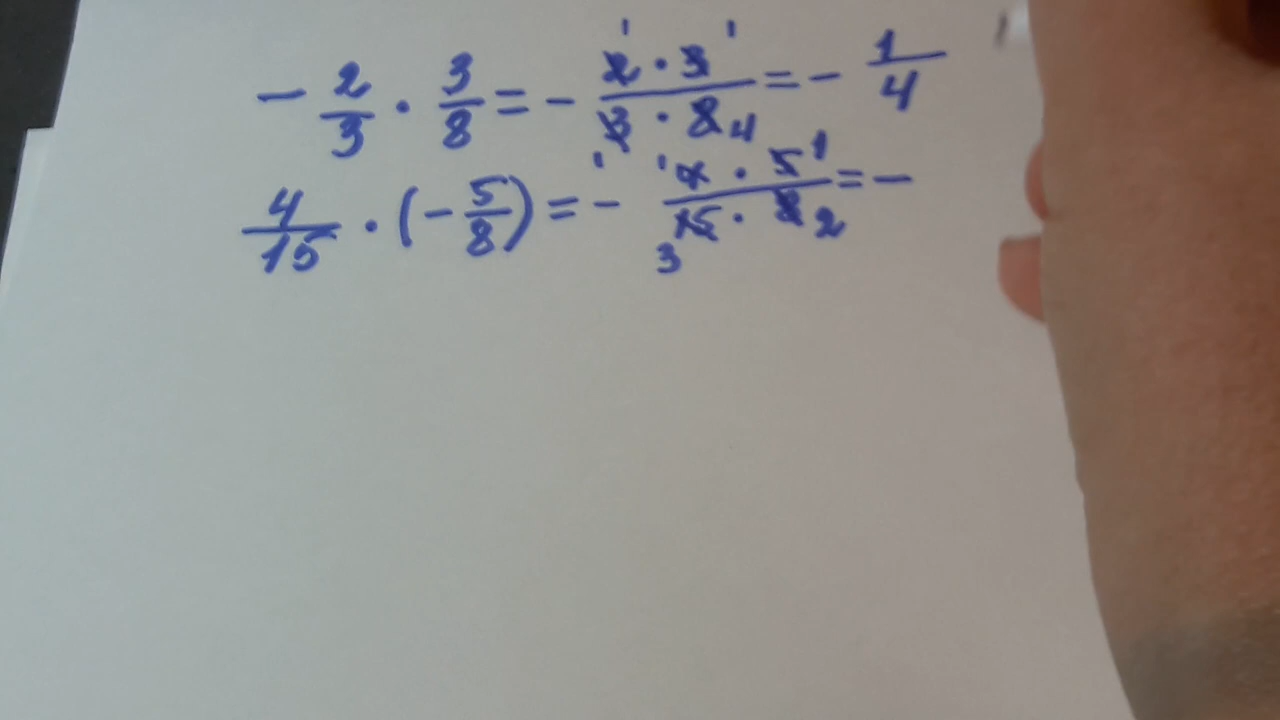 - 2/3 · 3/8 = - 2 · 3 / 3 · 8 = - 1/4
4/15 · (- 5/8) = - 4 · 5 / 15 · 8 = -